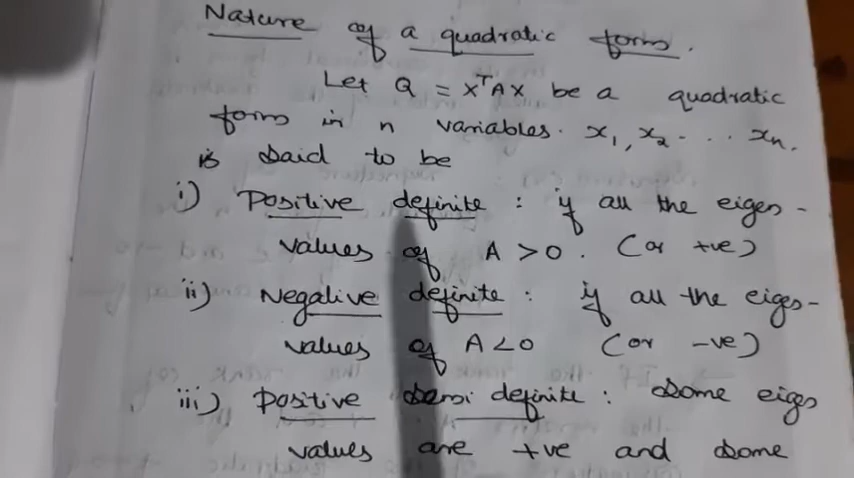 Nature of a quadratic form.
Let Q = XᵀAX be a quadratic
form in n variables. x₁, x₂ . . . . xₙ.
is said to be
i) Positive definite : if all the eigen-
values of A > 0. (or +ve)
ii) Negative definite : if all the eigen-
values of A < 0 (or -ve)
iii) Positive semi definite : some eigen
values are +ve and some